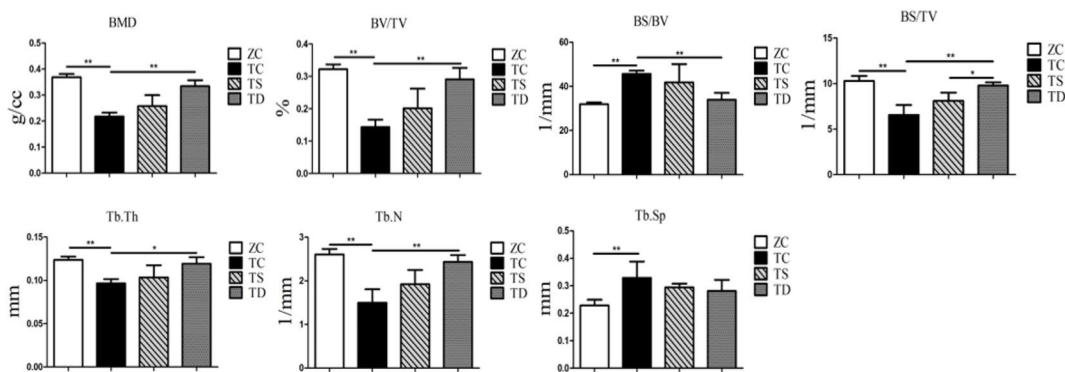 BMD
g/cc
0.4
0.3
0.2
0.1
0.0
**
**
ZC
TC
TS
TD
BV/TV
%
0.4
0.3
0.2
0.1
0.0
**
**
ZC
TC
TS
TD
BS/BV
1/mm
60
40
20
0
**
**
ZC
TC
TS
TD
BS/TV
1/mm
15
10
5
0
**
**
*
ZC
TC
TS
TD
Tb.Th
mm
0.15
0.10
0.05
0.00
**
*
ZC
TC
TS
TD
Tb.N
1/mm
3
2
1
0
**
**
ZC
TC
TS
TD
Tb.Sp
mm
0.5
0.4
0.3
0.2
0.1
0.0
**
ZC
TC
TS
TD